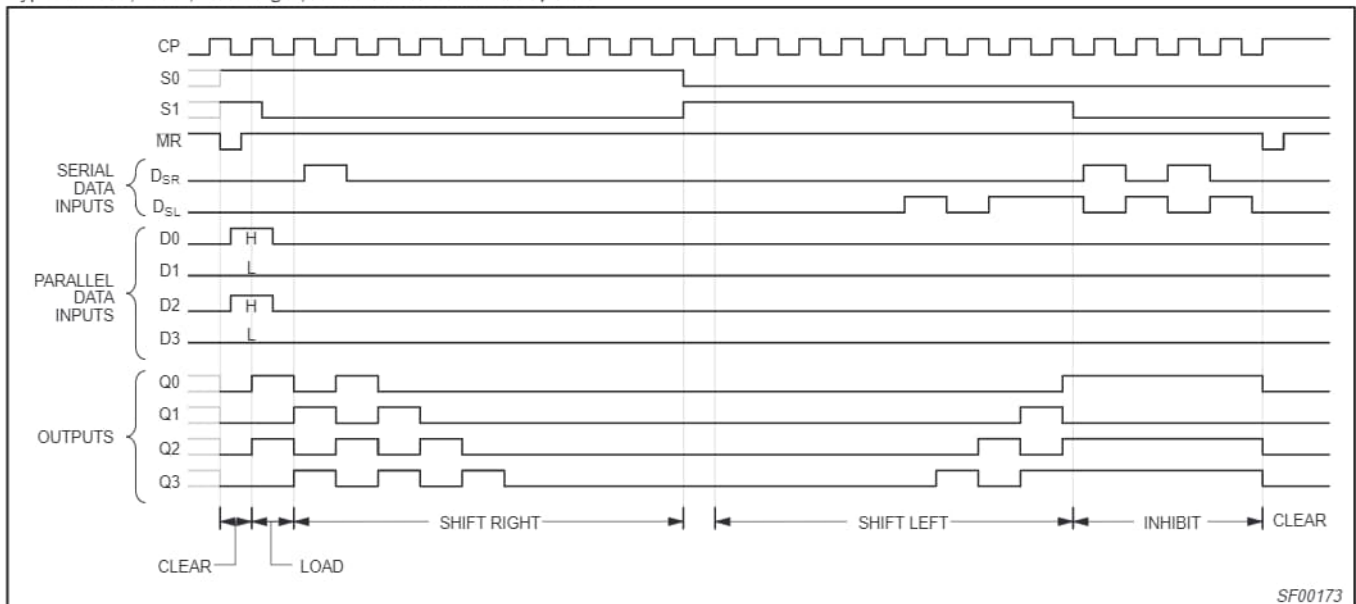 CP
S0
S1
MR
SERIAL
DATA
INPUTS
DSR
DSL
PARALLEL
DATA
INPUTS
D0 H
D1 L
D2 H
D3 L
OUTPUTS
Q0
Q1
Q2
Q3
SHIFT RIGHT SHIFT LEFT INHIBIT CLEAR
CLEAR LOAD
SF00173